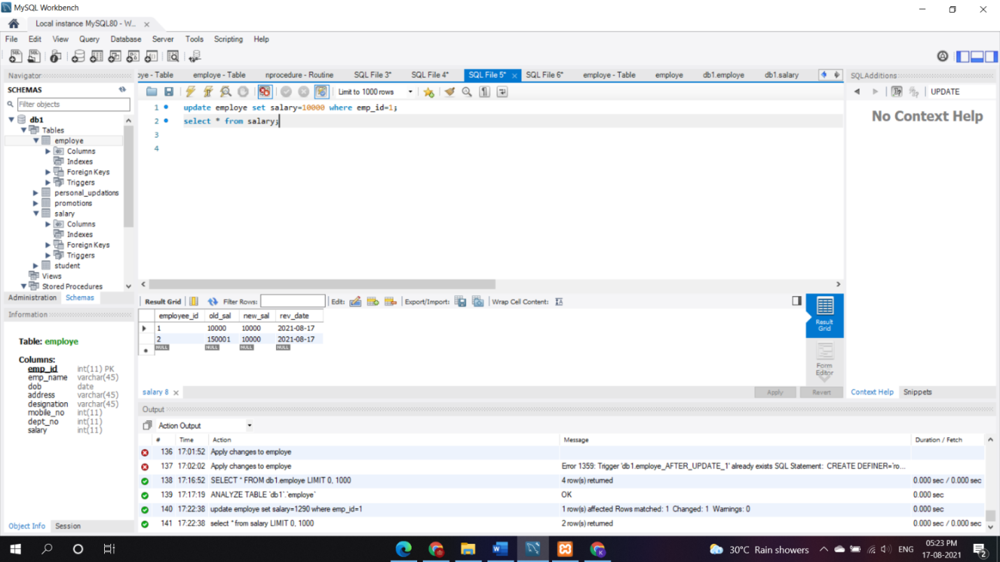 MySQL Workbench
Local instance MySQL80 - W...
File Edit View Query Database Server Tools Scripting Help
Navigator
SCHEMAS
Filter objects
db1
Tables
employe
Columns
Indexes
Foreign Keys
Triggers
personal_updations
promotions
salary
Columns
Indexes
Foreign Keys
Triggers
student
Views
Stored Procedures
Administration Schemas
Information
Table: employe
Columns:
emp_id int(11) PK
emp_name varchar(45)
dob date
address varchar(45)
designation varchar(45)
mobile_no int(11)
dept_no int(11)
salary int(11)
Object Info Session
oye - Table employe - Table nprocedure - Routine SQL File 3* SQL File 4* SQL File 5* SQL File 6* employe - Table employe db1.employe db1.salary
Limit to 1000 rows
1 update employe set salary=10000 where emp_id=1;
2 select * from salary;
3
4
Result Grid Filter Rows: Edit: Export/Import: Wrap Cell Content:
employee_id old_sal new_sal rev_date
1 10000 10000 2021-08-17
2 150001 10000 2021-08-17
NULL NULL NULL NULL
Result
Grid
Form
Editor
salary 8
Apply Revert
SQLAdditions
UPDATE
No Context Help
Context Help Snippets
Output
Action Output
# Time Action Message Duration / Fetch
136 17:01:52 Apply changes to employe
137 17:02:02 Apply changes to employe Error 1359: Trigger 'db1.employe_AFTER_UPDATE_1' already exists SQL Statement: CREATE DEFINER=`ro...
138 17:16:52 SELECT * FROM db1.employe LIMIT 0, 1000 4 row(s) returned 0.000 sec / 0.000 sec
139 17:17:19 ANALYZE TABLE `db1`.`employe` OK 0.000 sec
140 17:22:38 update employe set salary=1290 where emp_id=1 1 row(s) affected Rows matched: 1 Changed: 1 Warnings: 0 0.000 sec
141 17:22:38 select * from salary LIMIT 0, 1000 2 row(s) returned 0.000 sec / 0.000 sec
30°C Rain showers ENG
05:23 PM
17-08-2021
2